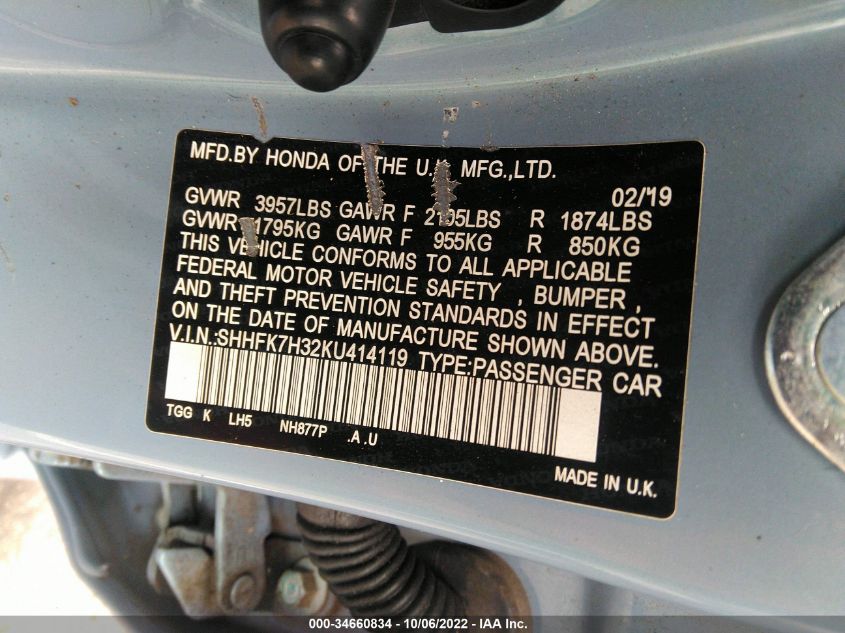 MFD.BY HONDA OF THE U.K. MFG.,LTD.
02/'19
GVWR 3957LBS GAWR F 2105LBS R 1874LBS
GVWR 1795KG GAWR F 955KG R 850KG
THIS VEHICLE CONFORMS TO ALL APPLICABLE
FEDERAL MOTOR VEHICLE SAFETY , BUMPER ,
AND THEFT PREVENTION STANDARDS IN EFFECT
ON THE DATE OF MANUFACTURE SHOWN ABOVE.
V.I.N.:SHHFK7H32KU414119 TYPE:PASSENGER CAR
TGG K LH5 NH877P .A .U
MADE IN U.K.
000-34660834 / 10/06/2022 - IAA Inc.